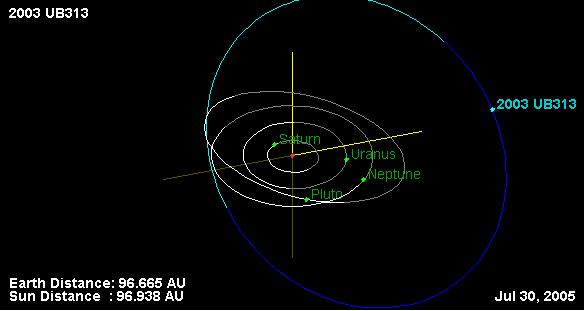 2003 UB313
2003 UB313
Saturn
Uranus
Neptune
Pluto
Earth Distance: 96.665 AU
Sun Distance  : 96.938 AU
Jul 30, 2005